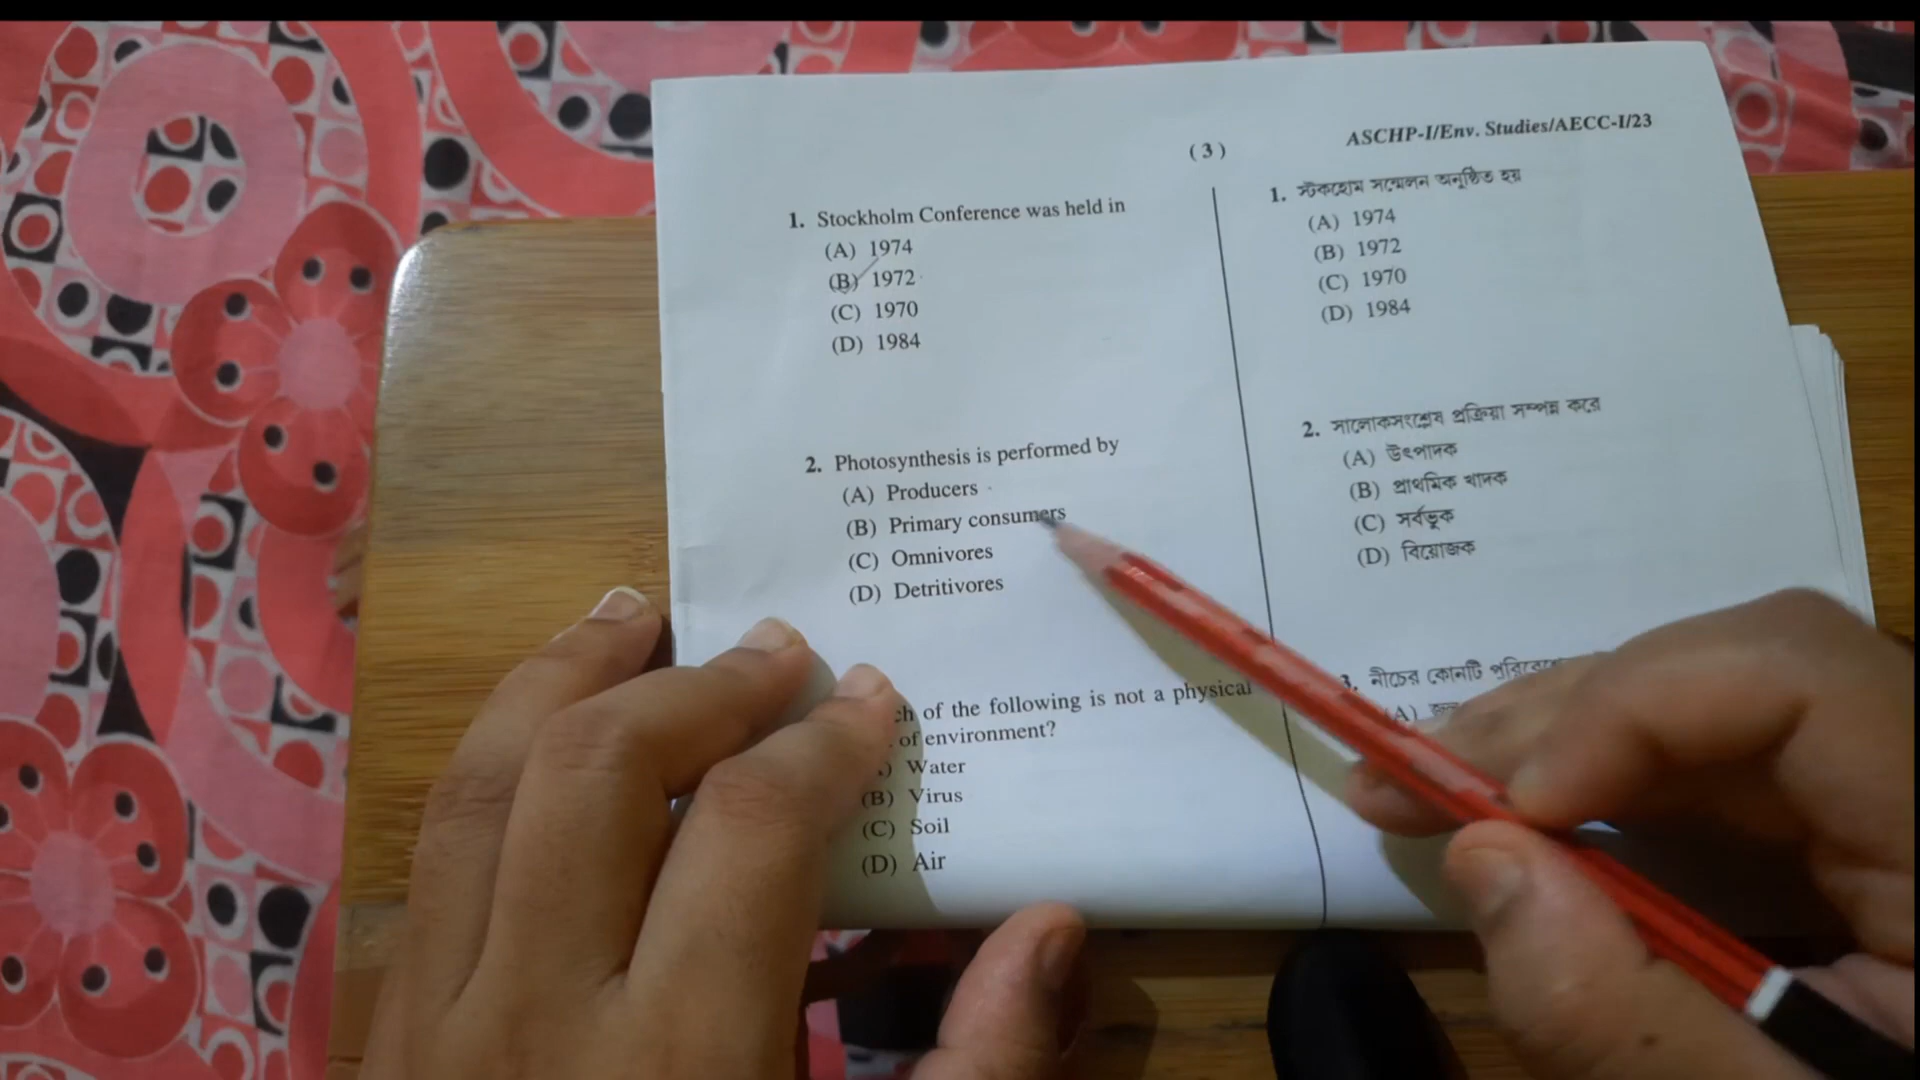 (3)
ASCHP-I/Env. Studies/AECC-I/23
1. Stockholm Conference was held in
(A) 1974
(B) 1972
(C) 1970
(D) 1984
2. Photosynthesis is performed by
(A) Producers
(B) Primary consumers
(C) Omnivores
(D) Detritivores
of the following is not a physical
of environment?
Water
(B) Virus
(C) Soil
(D) Air
1. স্টকহোম সম্মেলন অনুষ্ঠিত হয়
(A) 1974
(B) 1972
(C) 1970
(D) 1984
2. সালোকসংশ্লেষ প্রক্রিয়া সম্পন্ন করে
(A) উৎপাদক
(B) প্রাথমিক খাদক
(C) সর্বভূক
(D) বিয়োজক
3. নীচের কোনটি
(A)